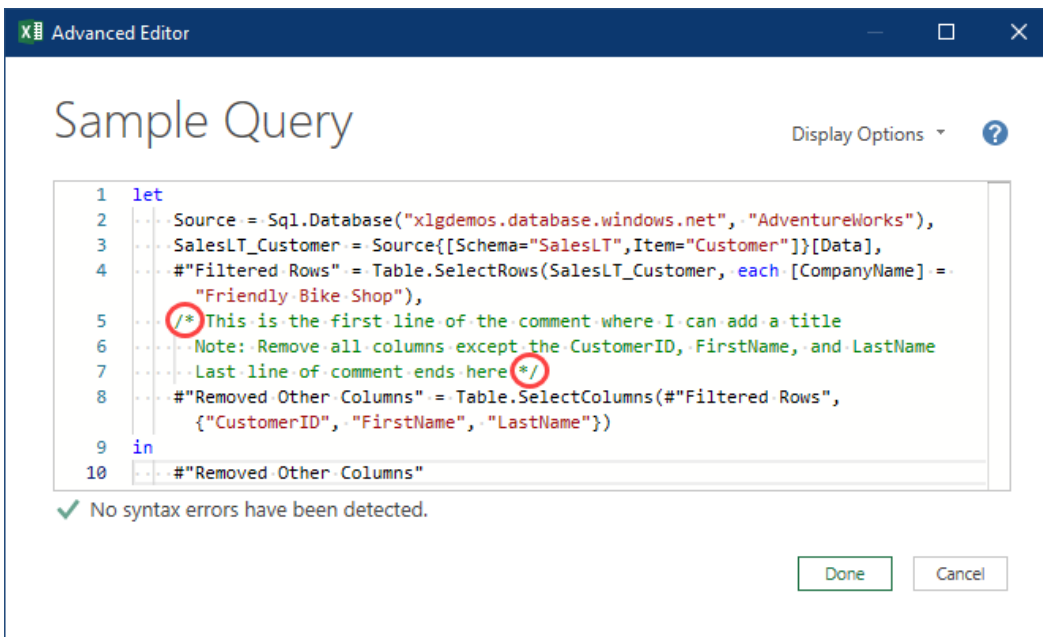 Advanced Editor
Sample Query
Display Options
?
1 let
2 Source = Sql.Database("xlgdemos.database.windows.net", "AdventureWorks"),
3 SalesLT_Customer = Source{[Schema="SalesLT",Item="Customer"]}[Data],
4 #"Filtered Rows" = Table.SelectRows(SalesLT_Customer, each [CompanyName] =
"Friendly Bike Shop"),
5 /* This is the first line of the comment where I can add a title
6 Note: Remove all columns except the CustomerID, FirstName, and LastName
7 Last line of comment ends here */
8 #"Removed Other Columns" = Table.SelectColumns(#"Filtered Rows",
{"CustomerID", "FirstName", "LastName"})
9 in
10 #"Removed Other Columns"
No syntax errors have been detected.
Done Cancel